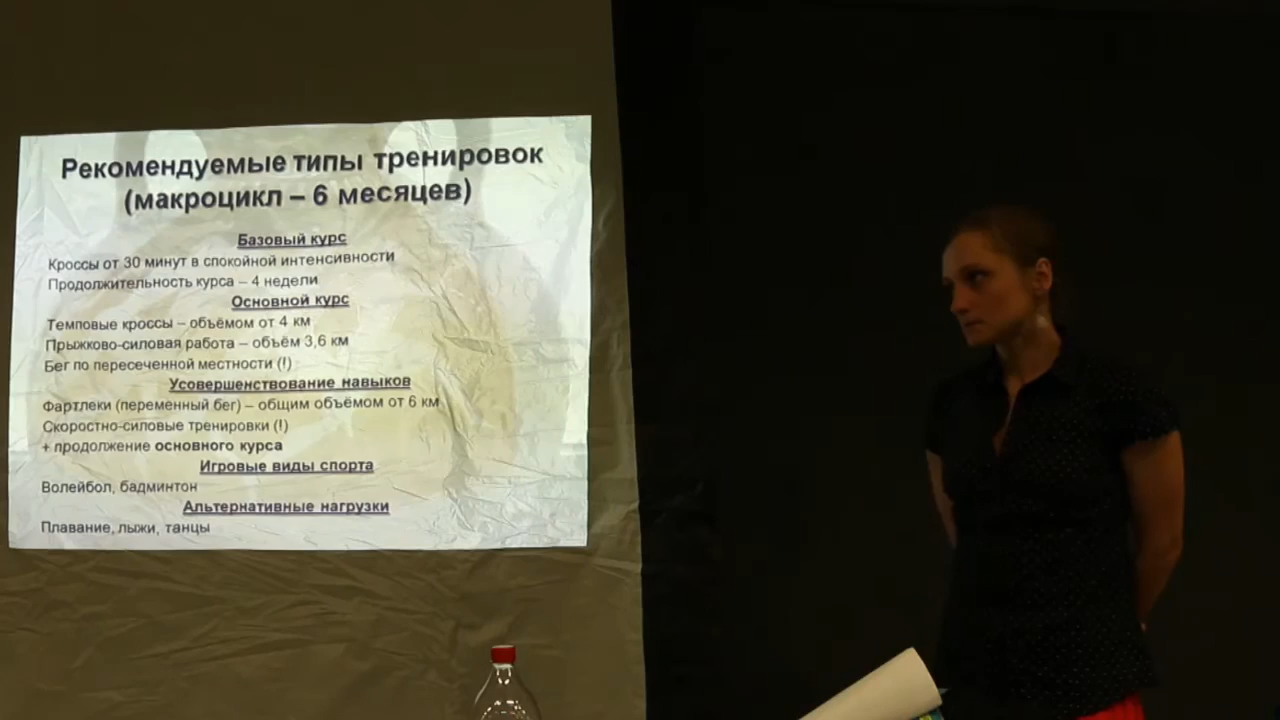 Рекомендуемые типы тренировок
(макроцикл – 6 месяцев)
Базовый курс
Кроссы от 30 минут в спокойной интенсивности
Продолжительность курса – 4 недели
Основной курс
Темповые кроссы – объёмом от 4 км
Прыжково-силовая работа – объём 3,6 км
Бег по пересеченной местности (!)
Усовершенствование навыков
Фартлеки (переменный бег) – общим объёмом от 6 км
Скоростно-силовые тренировки (!)
+ продолжение основного курса
Игровые виды спорта
Волейбол, бадминтон
Альтернативные нагрузки
Плавание, лыжи, танцы